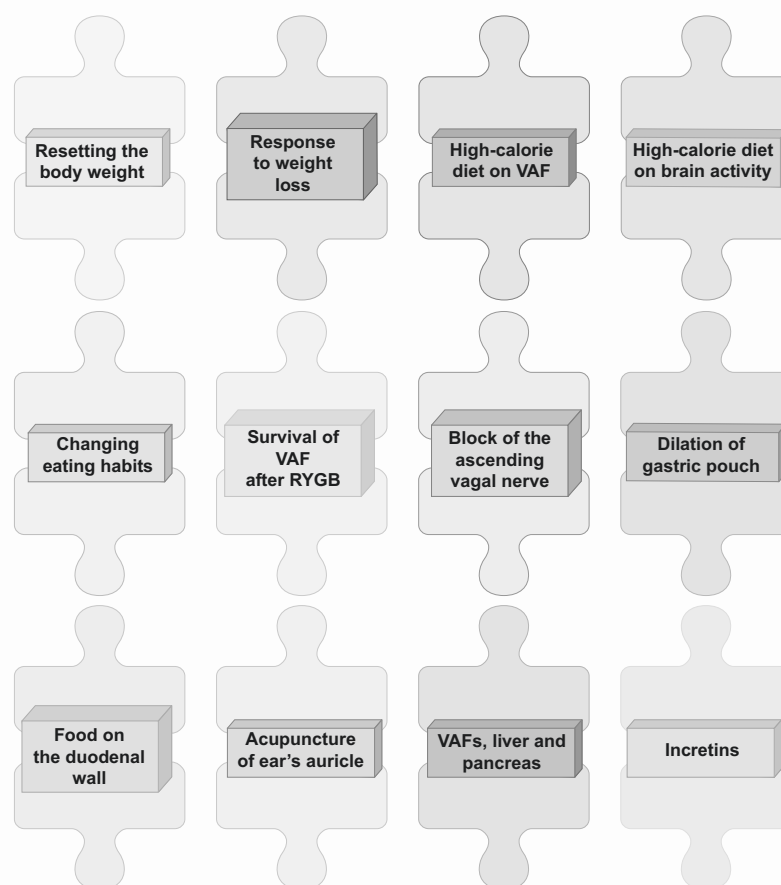 Resetting the
body weight
Response
to weight
loss
High-calorie
diet on VAF
High-calorie diet
on brain activity
Changing
eating habits
Survival of
VAF
after RYGB
Block of the
ascending
vagal nerve
Dilation of
gastric pouch
Food on
the duodenal
wall
Acupuncture
of ear's auricle
VAFs, liver and
pancreas
Incretins